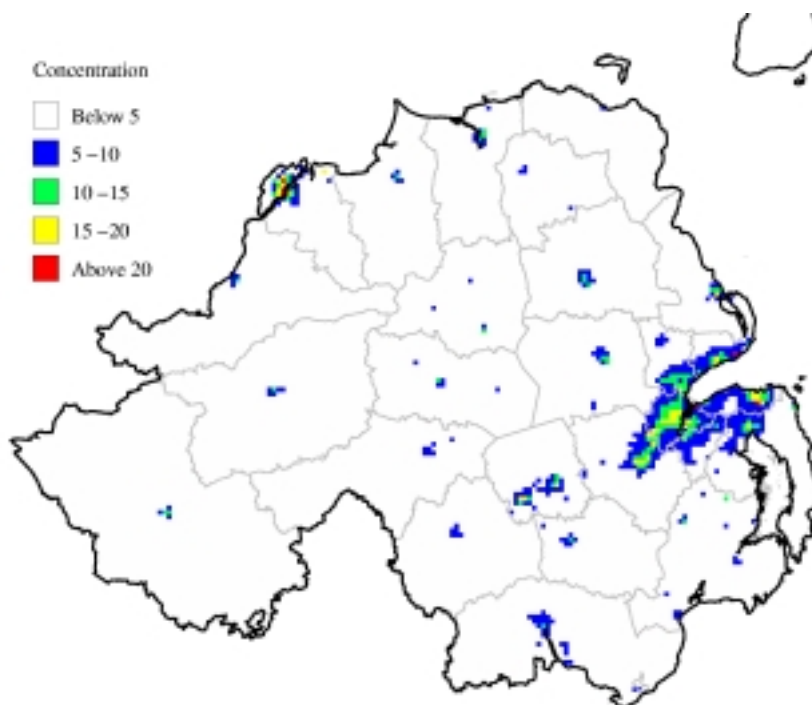 Concentration
Below 5
5 –10
10 –15
15 –20
Above 20